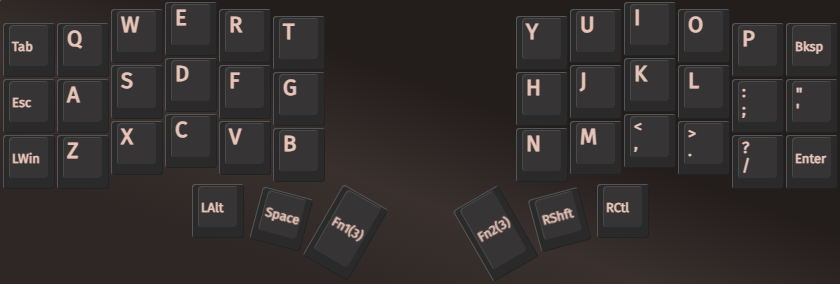 Tab Q W E R T Y U I O P Bksp
Esc A S D F G H J K L : ; " '
LWin Z X C V B N M < , > . ? / Enter
LAlt Space Fn1(3) Fn2(3) RShft RCtl